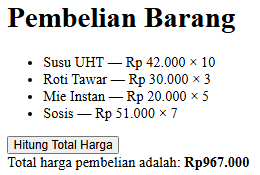 Pembelian Barang
• Susu UHT — Rp 42.000 × 10
• Roti Tawar — Rp 30.000 × 3
• Mie Instan — Rp 20.000 × 5
• Sosis — Rp 51.000 × 7
Hitung Total Harga
Total harga pembelian adalah: Rp967.000